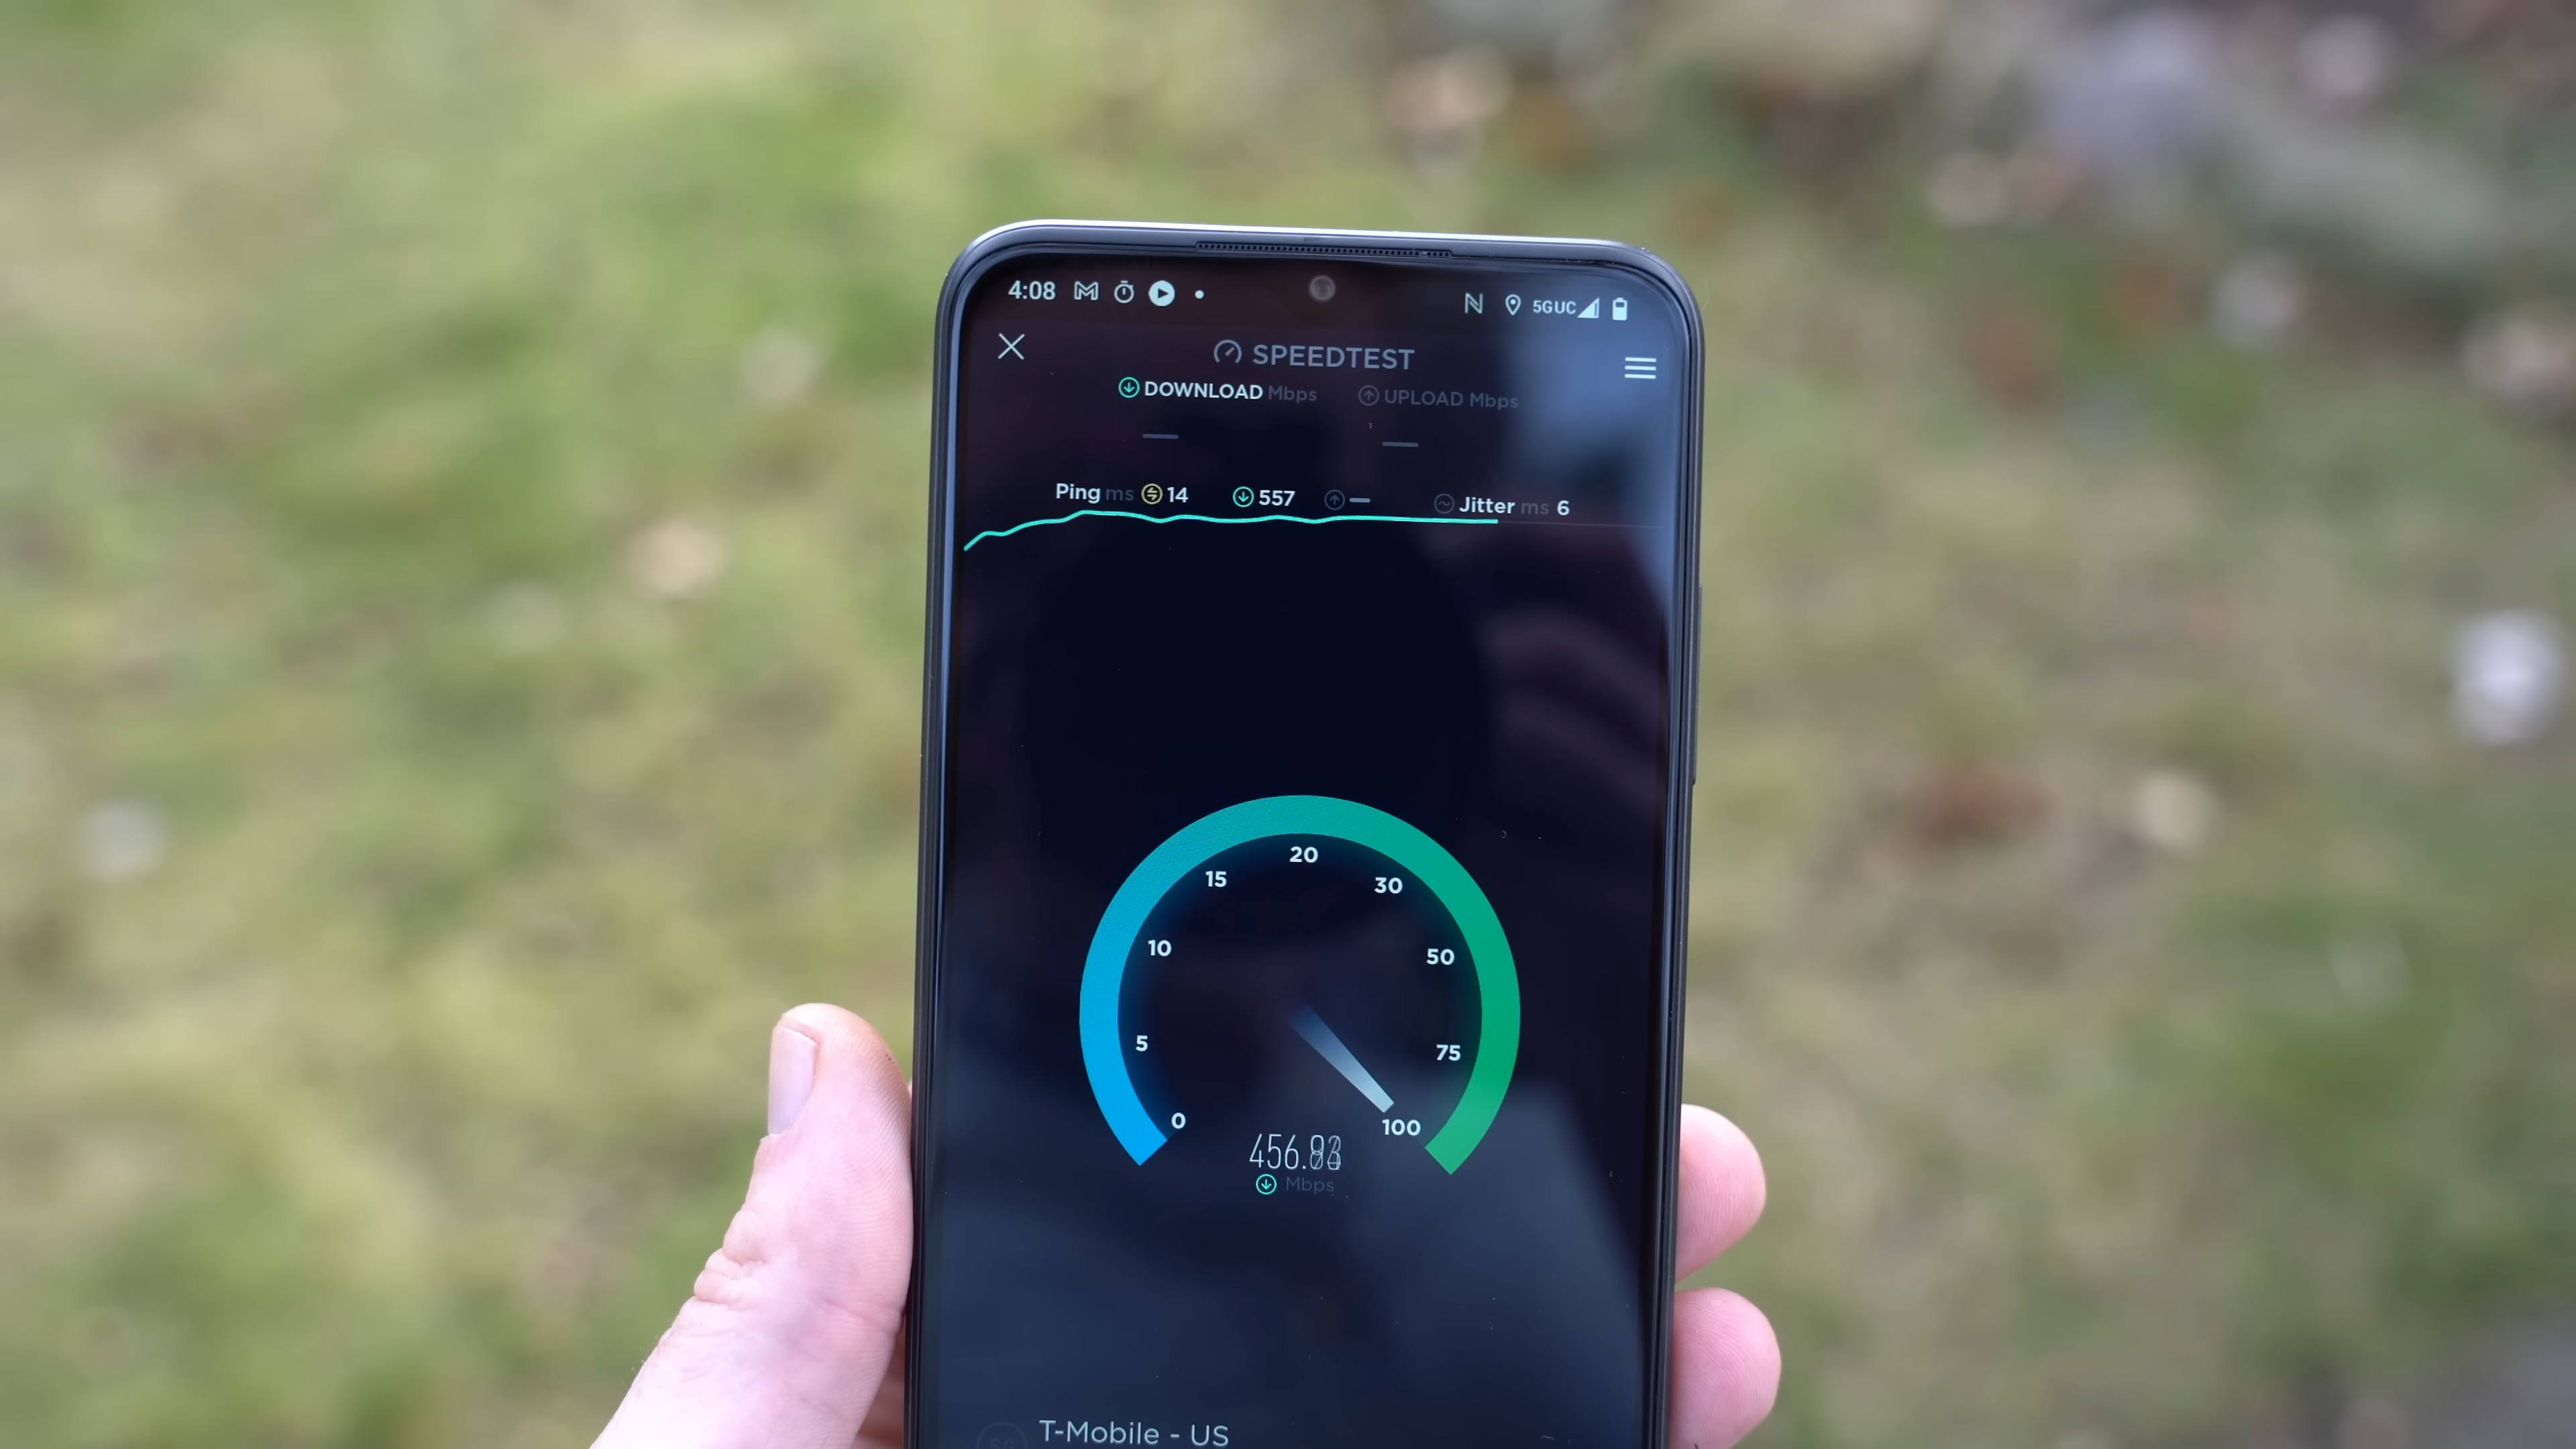 4:08 5GUC
SPEEDTEST
DOWNLOAD Mbps UPLOAD Mbps
Ping ms 14 557 Jitter ms 6
20
15 30
10 50
5 75
0 100
Mbps
T-Mobile - US